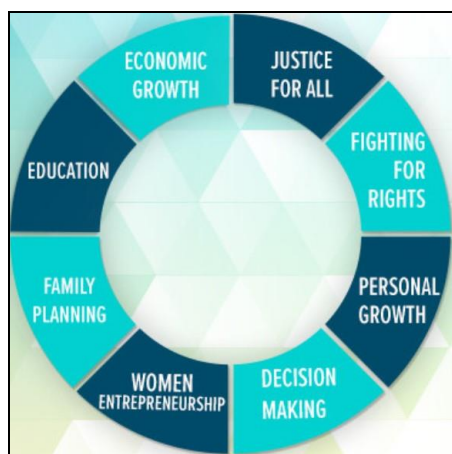 ECONOMIC
GROWTH
JUSTICE
FOR ALL
FIGHTING
FOR
RIGHTS
PERSONAL
GROWTH
DECISION
MAKING
WOMEN
ENTREPRENEURSHIP
FAMILY
PLANNING
EDUCATION